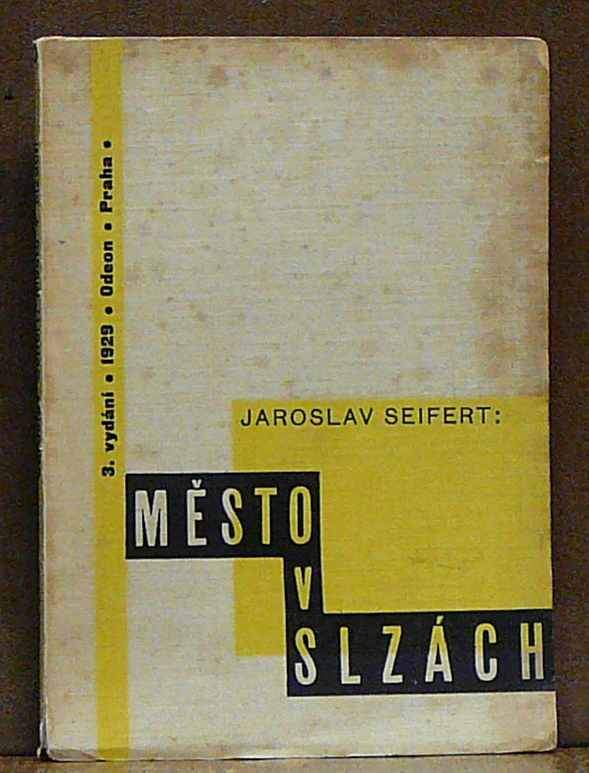 3. vydání • 1929 • Odeon • Praha •
JAROSLAV SEIFERT:
MĚSTO
V
SLZÁCH